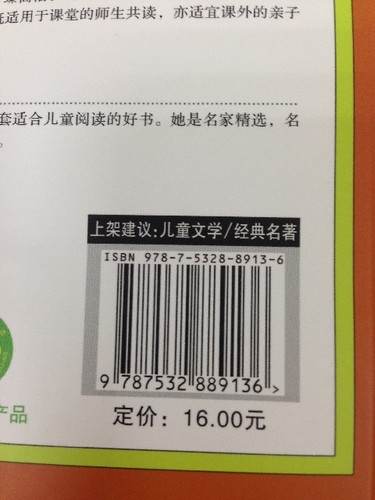 适用于课堂的师生共读，亦适宜课外的亲子
套适合儿童阅读的好书。她是名家精选，名
。
上架建议：儿童文学/经典名著
ISBN 978-7-5328-8913-6
9 787532 889136 >
定价：16.00元
产品